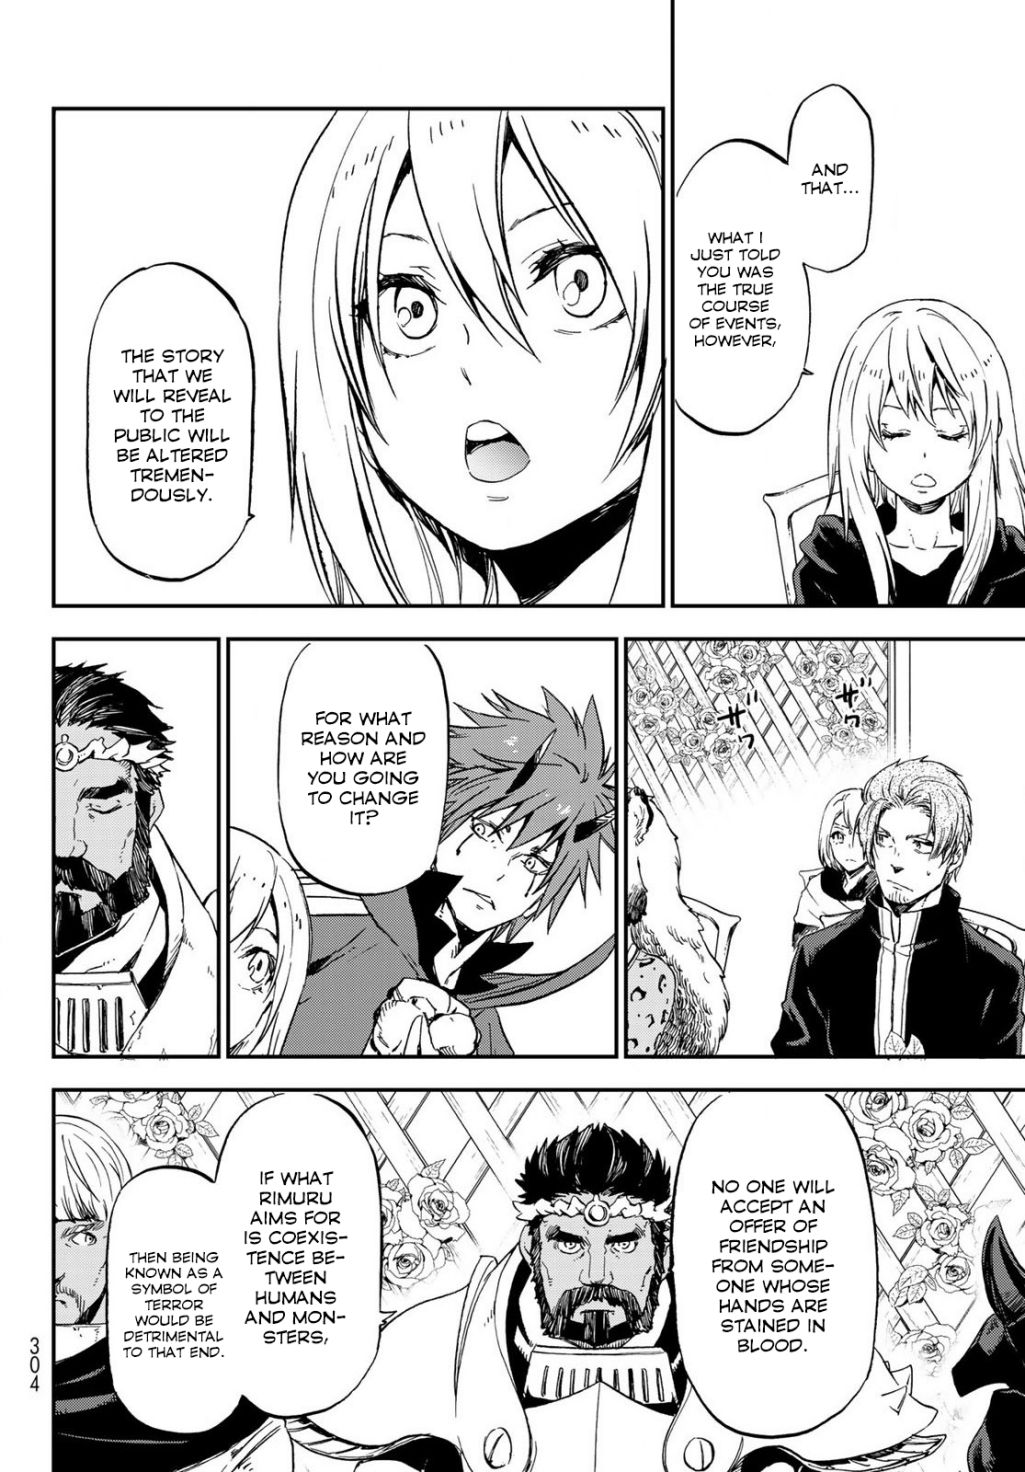 AND
THAT...
WHAT I
JUST TOLD
YOU WAS
THE TRUE
COURSE
OF EVENTS,
HOWEVER,
THE STORY
THAT WE
WILL REVEAL
TO THE
PUBLIC WILL
BE ALTERED
TREMEN-
DOUSLY.
ザワ
ザワ
FOR WHAT
REASON AND
HOW ARE
YOU GOING
TO CHANGE
IT?
NO ONE WILL
ACCEPT AN
OFFER OF
FRIENDSHIP
FROM SOME-
ONE WHOSE
HANDS ARE
STAINED IN
BLOOD.
IF WHAT
RIMURU
AIMS FOR
IS COEXIS-
TENCE BE-
TWEEN
HUMANS
AND MON-
STERS,
THEN BEING
KNOWN AS A
SYMBOL OF
TERROR
WOULD BE
DETRIMENTAL
TO THAT END.
304